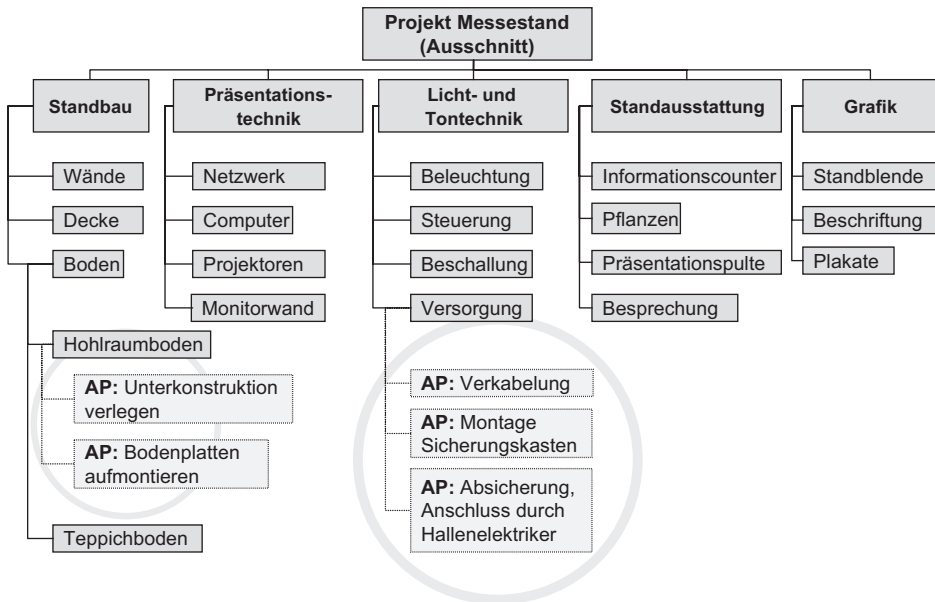 Projekt Messestand
(Ausschnitt)
Standbau
Wände
Decke
Boden
Hohlraumboden
AP: Unterkonstruktion
verlegen
AP: Bodenplatten
aufmontieren
Teppichboden
Präsentations-
technik
Netzwerk
Computer
Projektoren
Monitorwand
Licht- und
Tontechnik
Beleuchtung
Steuerung
Beschallung
Versorgung
AP: Verkabelung
AP: Montage
Sicherungskasten
AP: Absicherung,
Anschluss durch
Hallenelektriker
Standausstattung
Informationscounter
Pflanzen
Präsentationspulte
Besprechung
Grafik
Standblende
Beschriftung
Plakate